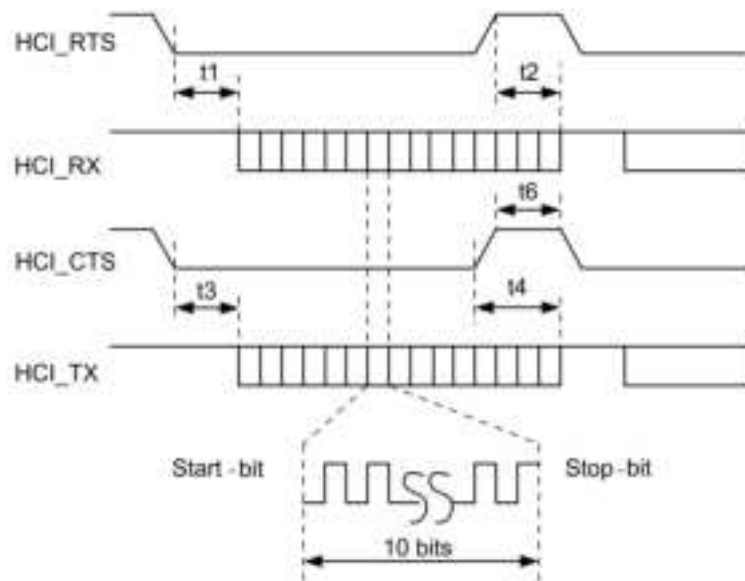 HCI_RTS
t1
t2
HCI_RX
t6
HCI_CTS
t3
t4
HCI_TX
Start-bit
Stop-bit
10 bits